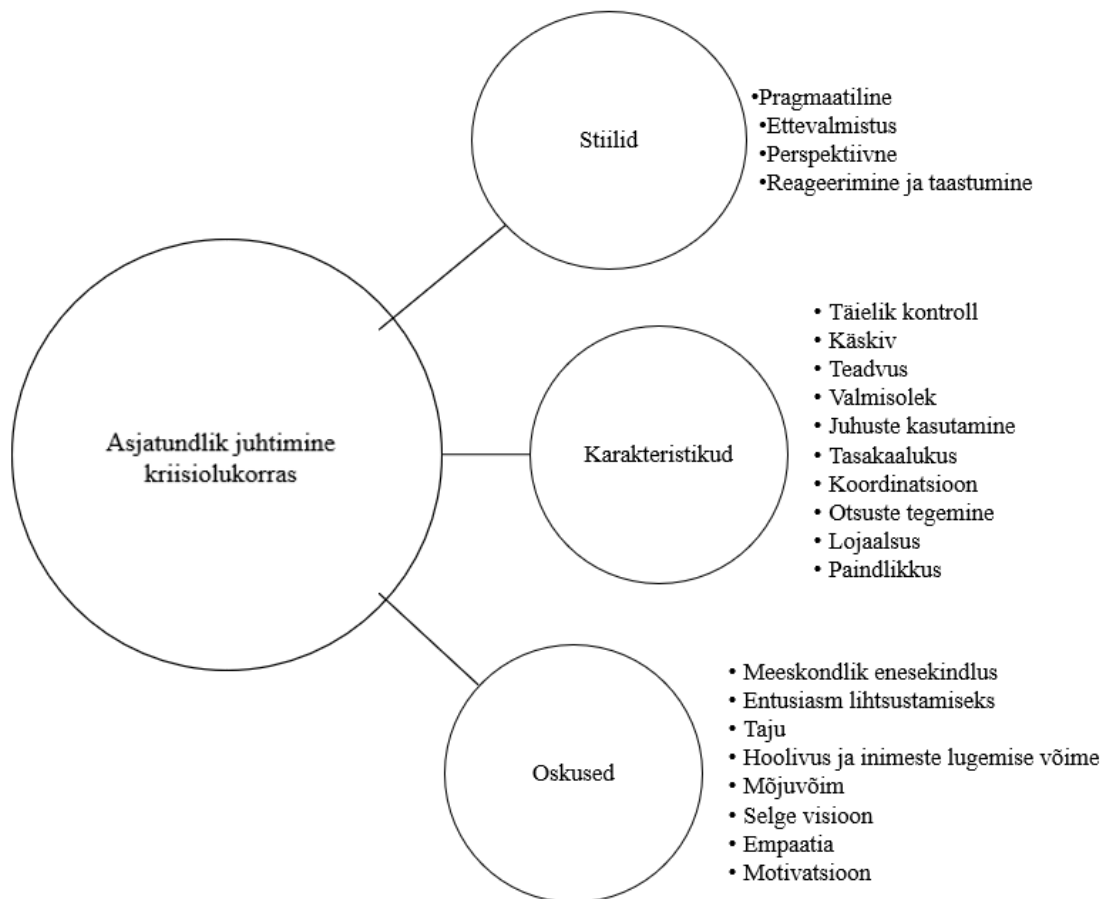 Stiilid
•Pragmaatiline
•Ettevalmistus
•Perspektiivne
•Reageerimine ja taastumine
Asjatundlik juhtimine
kriisiolukorras
Karakteristikud
• Täielik kontroll
• Käskiv
• Teadvus
• Valmisolek
• Juhuste kasutamine
• Tasakaalukus
• Koordinatsioon
• Otsuste tegemine
• Lojaalsus
• Paindlikkus
Oskused
• Meeskondlik enesekindlus
• Entusiasm lihtsustamiseks
• Taju
• Hoolivus ja inimeste lugemise võime
• Mõjuvõim
• Selge visioon
• Empaatia
• Motivatsioon